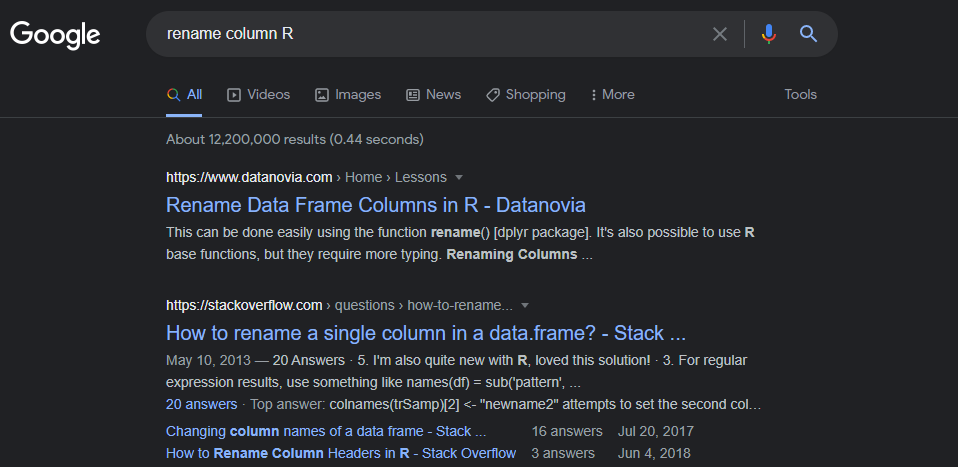 Google
rename column R
All Videos Images News Shopping More Tools
About 12,200,000 results (0.44 seconds)
https://www.datanovia.com › Home › Lessons
Rename Data Frame Columns in R - Datanovia
This can be done easily using the function rename() [dplyr package]. It's also possible to use R
base functions, but they require more typing. Renaming Columns ...
https://stackoverflow.com › questions › how-to-rename...
How to rename a single column in a data.frame? - Stack ...
May 10, 2013 — 20 Answers · 5. I'm also quite new with R, loved this solution! · 3. For regular
expression results, use something like names(df) = sub('pattern', ...
20 answers · Top answer: colnames(trSamp)[2] <- "newname2" attempts to set the second col...
Changing column names of a data frame - Stack ... 16 answers Jul 20, 2017
How to Rename Column Headers in R - Stack Overflow 3 answers Jun 4, 2018